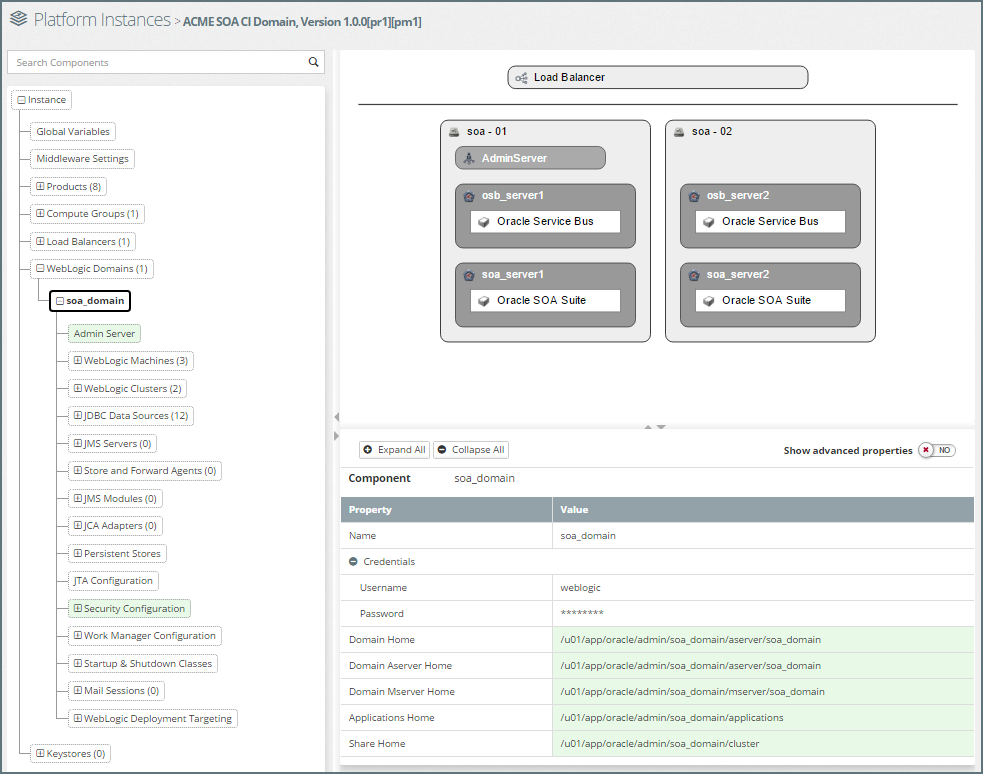 Platform Instances > ACME SOA CI Domain, Version 1.0.0[pr1][pm1]
Search Components
Instance
Global Variables
Middleware Settings
Products (8)
Compute Groups (1)
Load Balancers (1)
WebLogic Domains (1)
soa_domain
Admin Server
WebLogic Machines (3)
WebLogic Clusters (2)
JDBC Data Sources (12)
JMS Servers (0)
Store and Forward Agents (0)
JMS Modules (0)
JCA Adapters (0)
Persistent Stores
JTA Configuration
Security Configuration
Work Manager Configuration
Startup & Shutdown Classes
Mail Sessions (0)
WebLogic Deployment Targeting
Keystores (0)
Load Balancer
soa - 01
AdminServer
osb_server1
Oracle Service Bus
soa_server1
Oracle SOA Suite
soa - 02
osb_server2
Oracle Service Bus
soa_server2
Oracle SOA Suite
Expand All
Collapse All
Show advanced properties NO
Component soa_domain
Property Value
Name soa_domain
Credentials
Username weblogic
Password ********
Domain Home /u01/app/oracle/admin/soa_domain/aserver/soa_domain
Domain Aserver Home /u01/app/oracle/admin/soa_domain/aserver/soa_domain
Domain Mserver Home /u01/app/oracle/admin/soa_domain/mserver/soa_domain
Applications Home /u01/app/oracle/admin/soa_domain/applications
Share Home /u01/app/oracle/admin/soa_domain/cluster